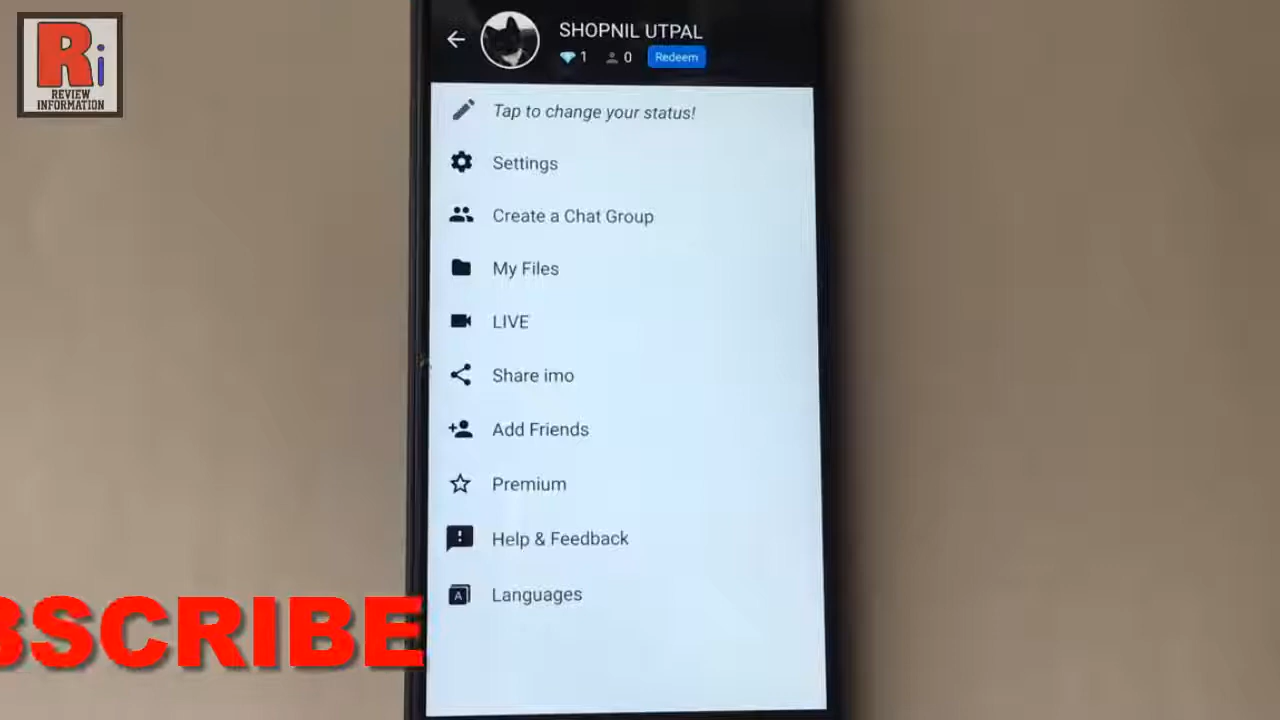 Ri
REVIEW
INFORMATION
SHOPNIL UTPAL
1 0 Redeem
Tap to change your status!
Settings
Create a Chat Group
My Files
LIVE
Share imo
Add Friends
Premium
Help & Feedback
A Languages
BSCRIBE